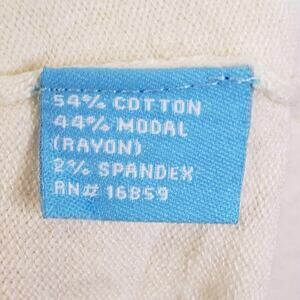 54% COTTON
44% MODAL
(RAYON)
2% SPANDEX
RN# 16859